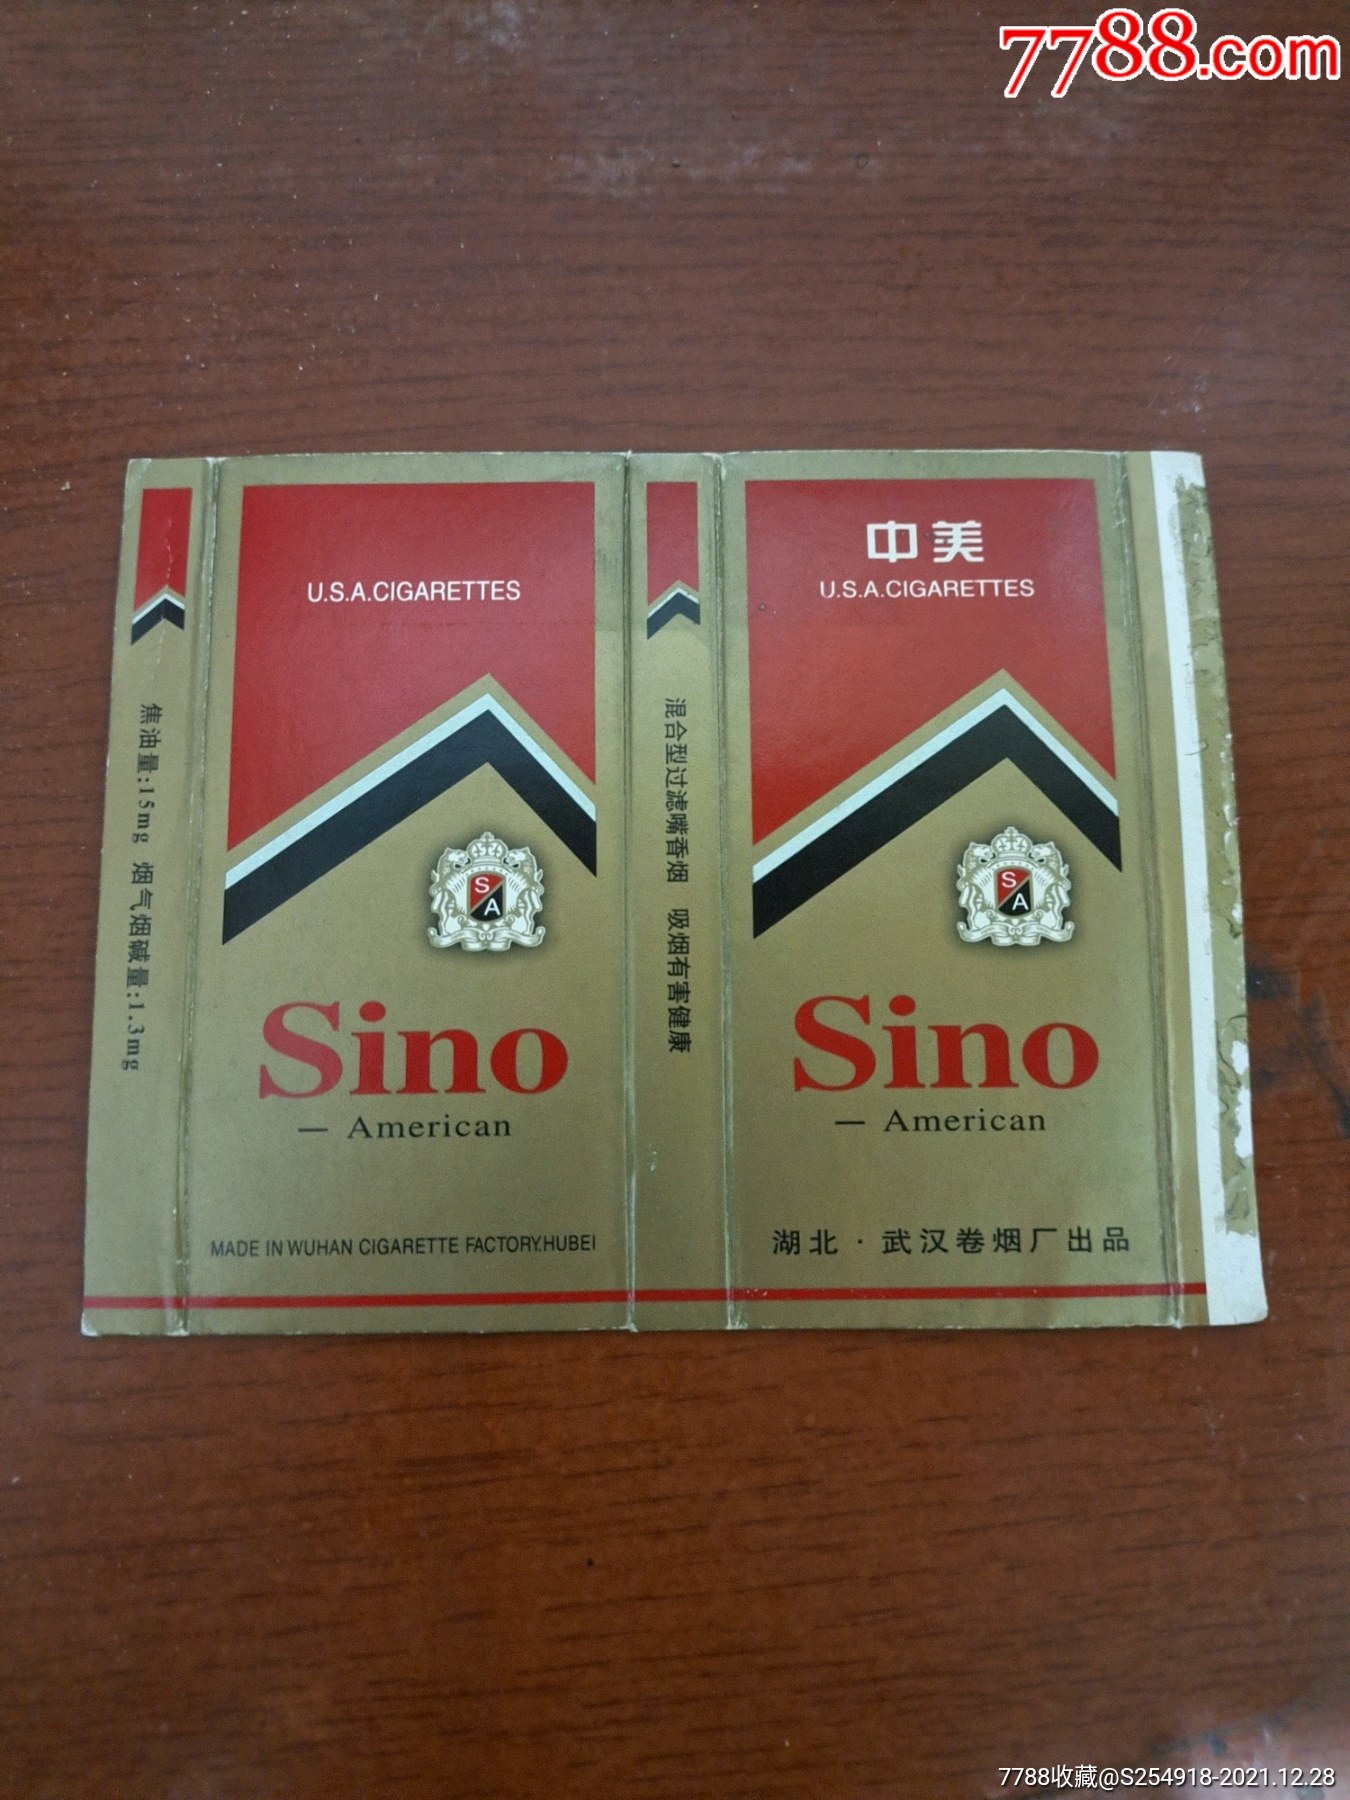 7788.com
焦油量:15mg 烟气烟碱量:1.3mg
U.S.A.CIGARETTES
S
A
Sino
— American
MADE IN WUHAN CIGARETTE FACTORY.HUBEI
混合型过滤嘴香烟 吸烟有害健康
中美
U.S.A.CIGARETTES
S
A
Sino
— American
湖北·武汉卷烟厂出品
7788收藏@S254918-2021.12.28